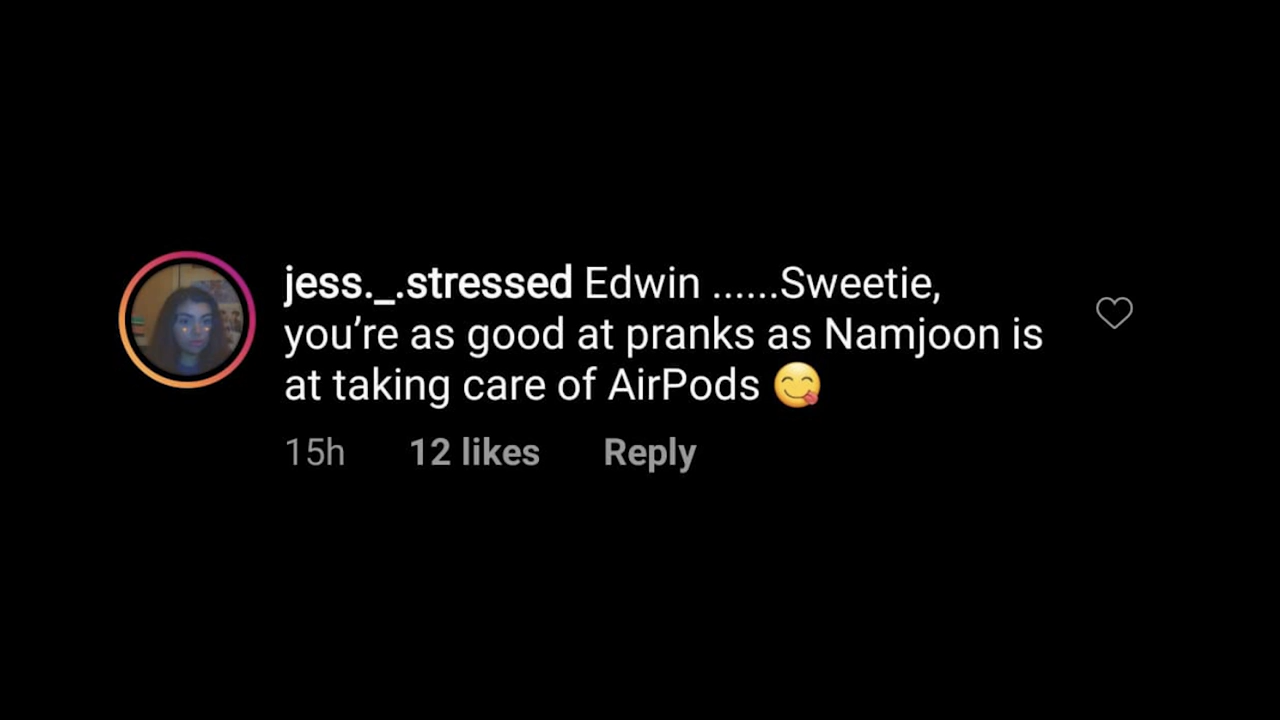 jess._.stressed Edwin ......Sweetie,
you’re as good at pranks as Namjoon is
at taking care of AirPods 😋
15h 12 likes Reply